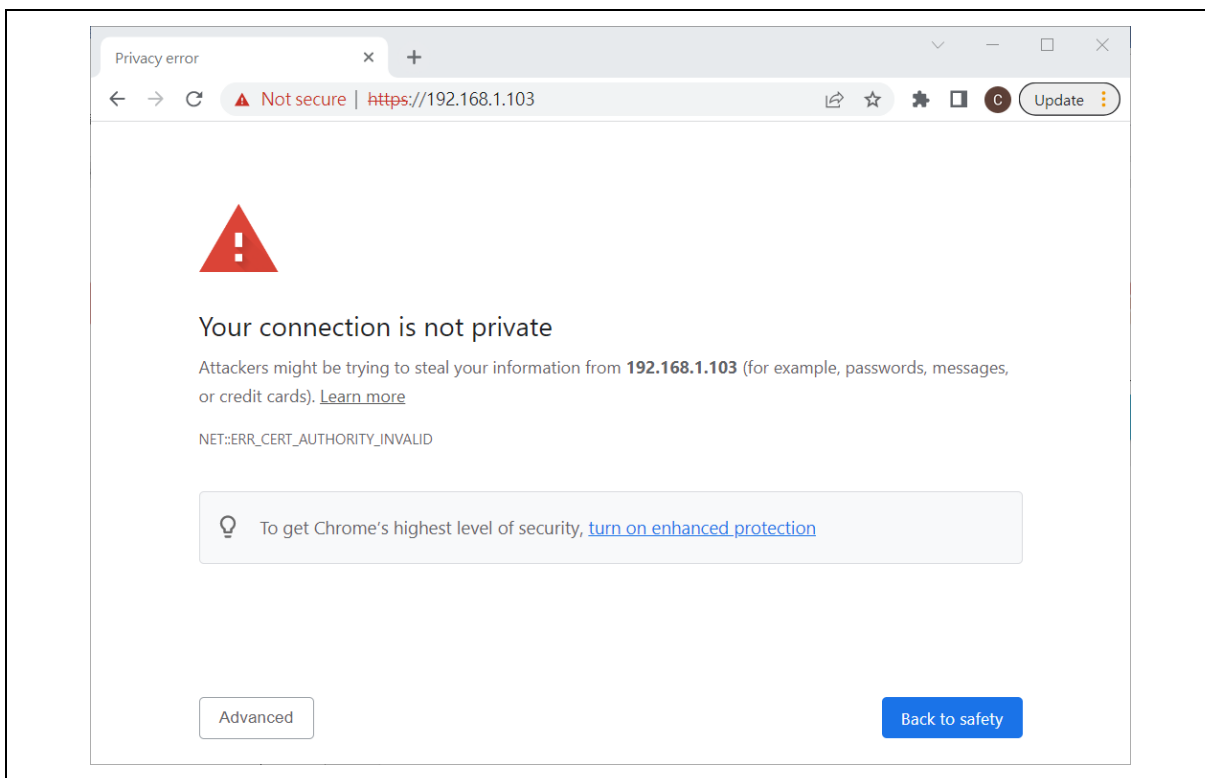 Privacy error
Not secure | https://192.168.1.103
C
Update
Your connection is not private
Attackers might be trying to steal your information from 192.168.1.103 (for example, passwords, messages,
or credit cards). Learn more
NET::ERR_CERT_AUTHORITY_INVALID
To get Chrome's highest level of security, turn on enhanced protection
Advanced
Back to safety